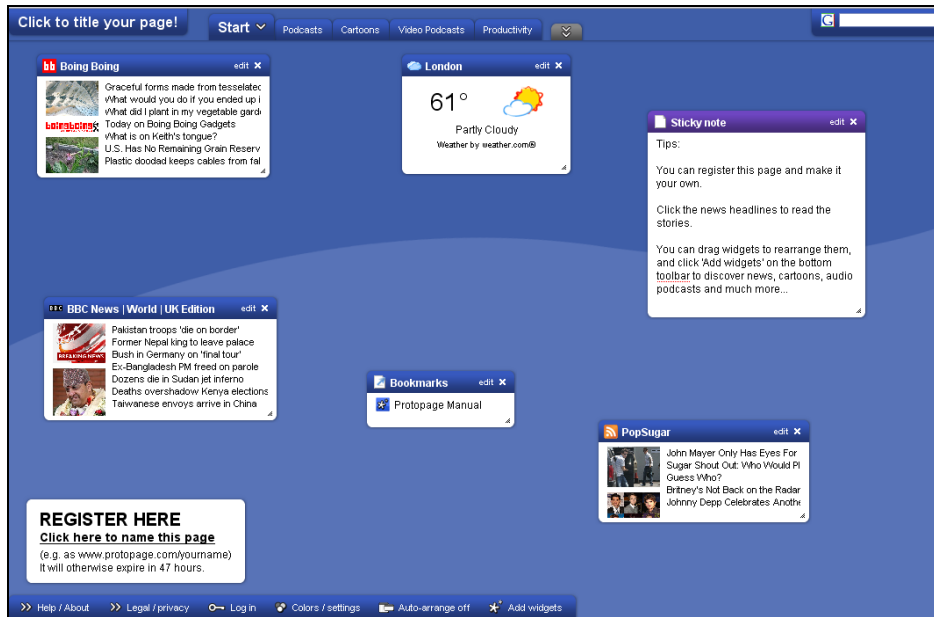 Click to title your page!
Start
Podcasts
Cartoons
Video Podcasts
Productivity
G
bb Boing Boing
edit
Graceful forms made from tesselatec
What would you do if you ended up i
What did I plant in my vegetable gard
Today on Boing Boing Gadgets
What is on Keith's tongue?
U.S. Has No Remaining Grain Reserv
Plastic doodad keeps cables from fal
boingboing
London
edit
61°
Partly Cloudy
Weather by weather.com®
Sticky note
edit
Tips:
You can register this page and make it
your own.
Click the news headlines to read the
stories.
You can drag widgets to rearrange them,
and click 'Add widgets' on the bottom
toolbar to discover news, cartoons, audio
podcasts and much more...
BBC BBC News | World | UK Edition
edit
BREAKING NEWS
Pakistan troops 'die on border'
Former Nepal king to leave palace
Bush in Germany on 'final tour'
Ex-Bangladesh PM freed on parole
Dozens die in Sudan jet inferno
Deaths overshadow Kenya elections
Taiwanese envoys arrive in China
Bookmarks
edit
Protopage Manual
PopSugar
edit
John Mayer Only Has Eyes For
Sugar Shout Out: Who Would Pl
Guess Who?
Britney's Not Back on the Radar
Johnny Depp Celebrates Anothe
REGISTER HERE
Click here to name this page
(e.g. as www.protopage.com/yourname)
It will otherwise expire in 47 hours.
Help / About
Legal / privacy
Log in
Colors / settings
Auto-arrange off
Add widgets